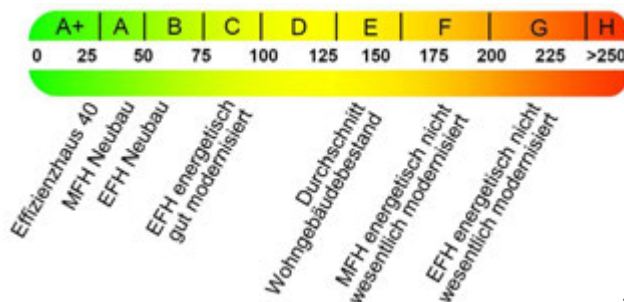 A+ A B C D E F G H
0 25 50 75 100 125 150 175 200 225 >250
Effizienzhaus 40
MFH Neubau
EFH Neubau
EFH energetisch
gut modernisiert
Durchschnitt
Wohngebäudebestand
MFH energetisch nicht
wesentlich modernisiert
EFH energetisch nicht
wesentlich modernisiert